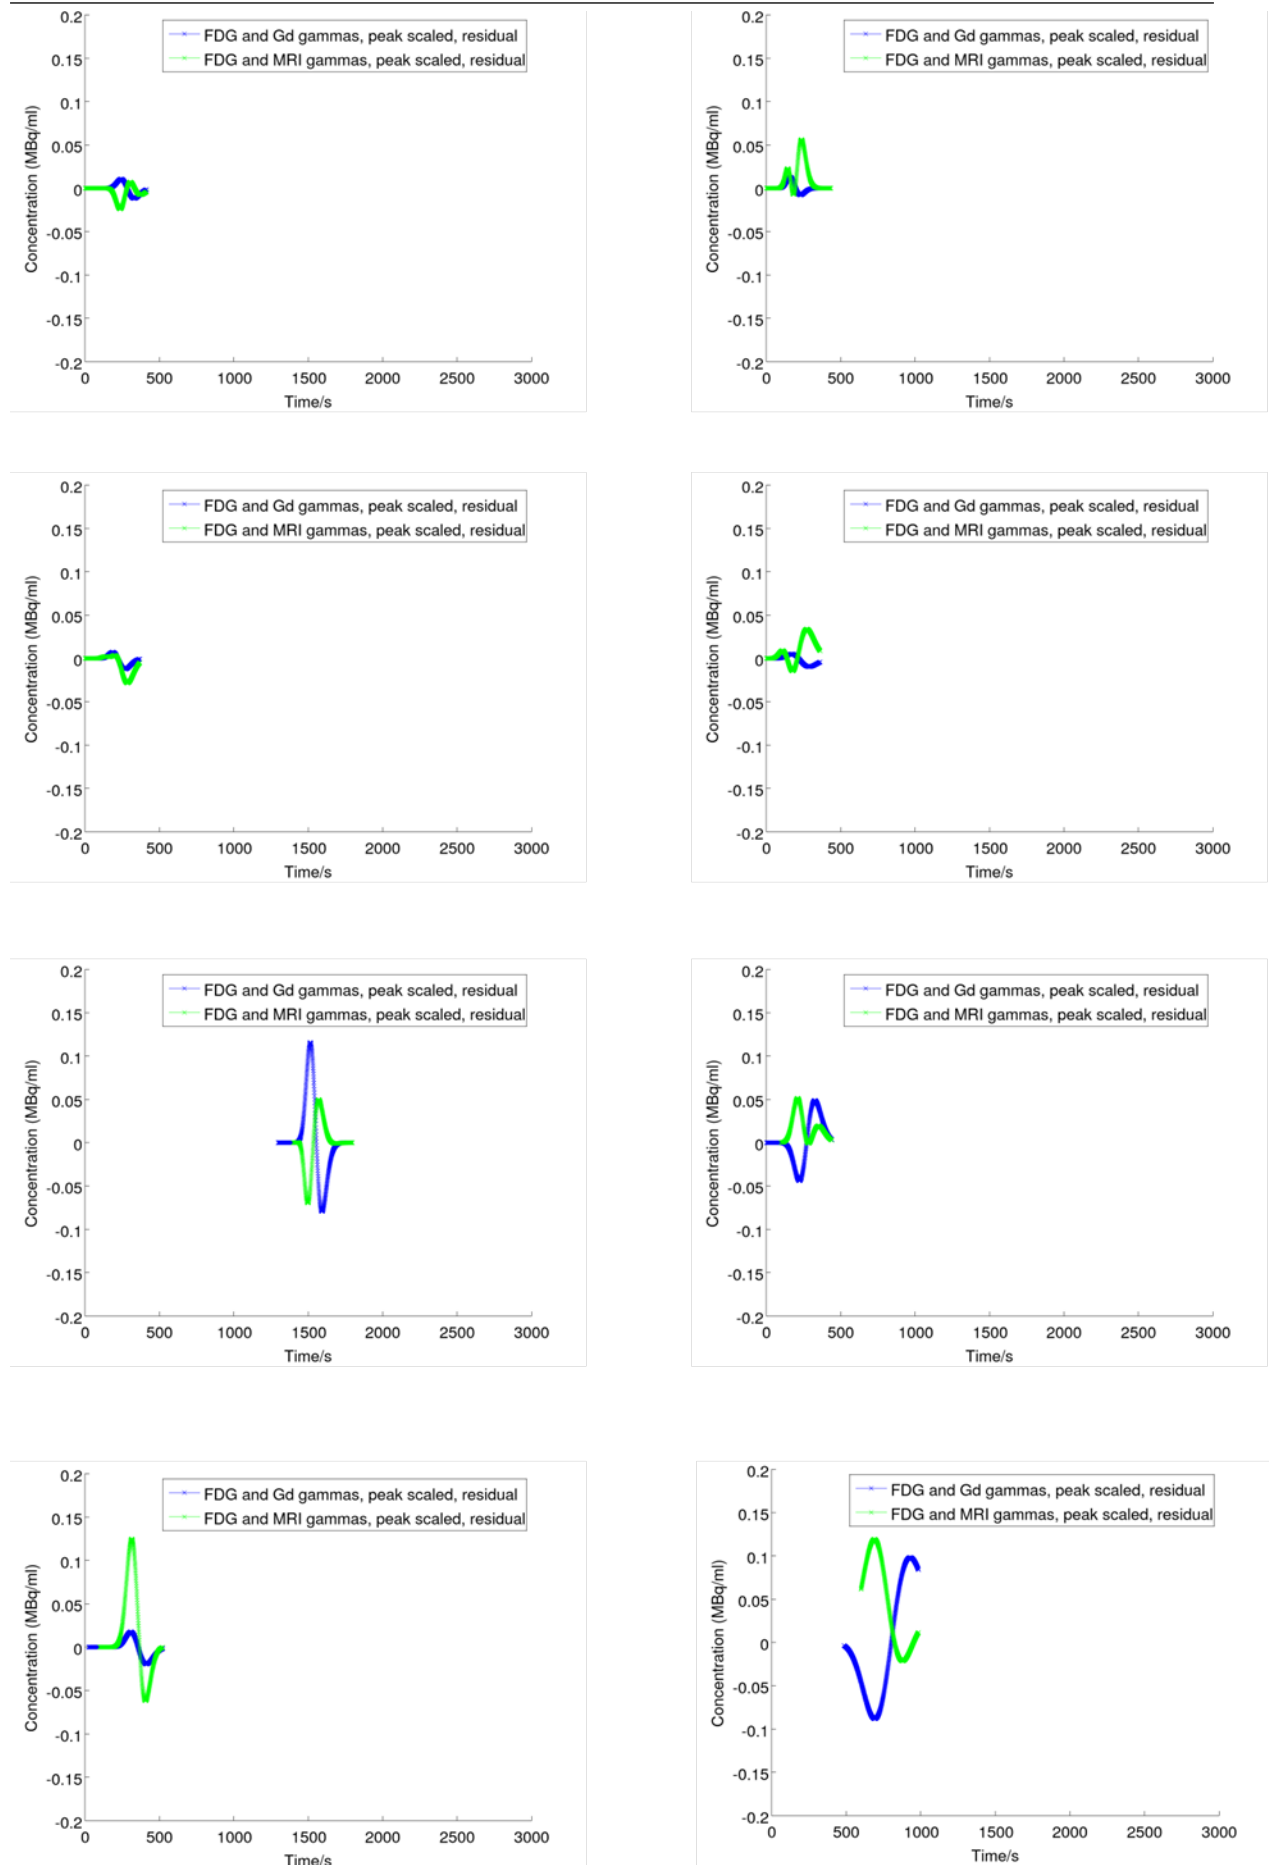 0.2
0.15
0.1
0.05
0
-0.05
-0.1
-0.15
-0.2
Concentration (MBq/ml)
FDG and Gd gammas, peak scaled, residual
FDG and MRI gammas, peak scaled, residual
0 500 1000 1500 2000 2500 3000
Time/s
0.2
0.15
0.1
0.05
0
-0.05
-0.1
-0.15
-0.2
Concentration (MBq/ml)
FDG and Gd gammas, peak scaled, residual
FDG and MRI gammas, peak scaled, residual
0 500 1000 1500 2000 2500 3000
Time/s
0.2
0.15
0.1
0.05
0
-0.05
-0.1
-0.15
-0.2
Concentration (MBq/ml)
FDG and Gd gammas, peak scaled, residual
FDG and MRI gammas, peak scaled, residual
0 500 1000 1500 2000 2500 3000
Time/s
0.2
0.15
0.1
0.05
0
-0.05
-0.1
-0.15
-0.2
Concentration (MBq/ml)
FDG and Gd gammas, peak scaled, residual
FDG and MRI gammas, peak scaled, residual
0 500 1000 1500 2000 2500 3000
Time/s
0.2
0.15
0.1
0.05
0
-0.05
-0.1
-0.15
-0.2
Concentration (MBq/ml)
FDG and Gd gammas, peak scaled, residual
FDG and MRI gammas, peak scaled, residual
0 500 1000 1500 2000 2500 3000
Time/s
0.2
0.15
0.1
0.05
0
-0.05
-0.1
-0.15
-0.2
Concentration (MBq/ml)
FDG and Gd gammas, peak scaled, residual
FDG and MRI gammas, peak scaled, residual
0 500 1000 1500 2000 2500 3000
Time/s
0.2
0.15
0.1
0.05
0
-0.05
-0.1
-0.15
-0.2
Concentration (MBq/ml)
FDG and Gd gammas, peak scaled, residual
FDG and MRI gammas, peak scaled, residual
0 500 1000 1500 2000 2500 3000
Time/s
0.2
0.15
0.1
0.05
0
-0.05
-0.1
-0.15
-0.2
Concentration (MBq/ml)
FDG and Gd gammas, peak scaled, residual
FDG and MRI gammas, peak scaled, residual
0 500 1000 1500 2000 2500 3000
Time/s